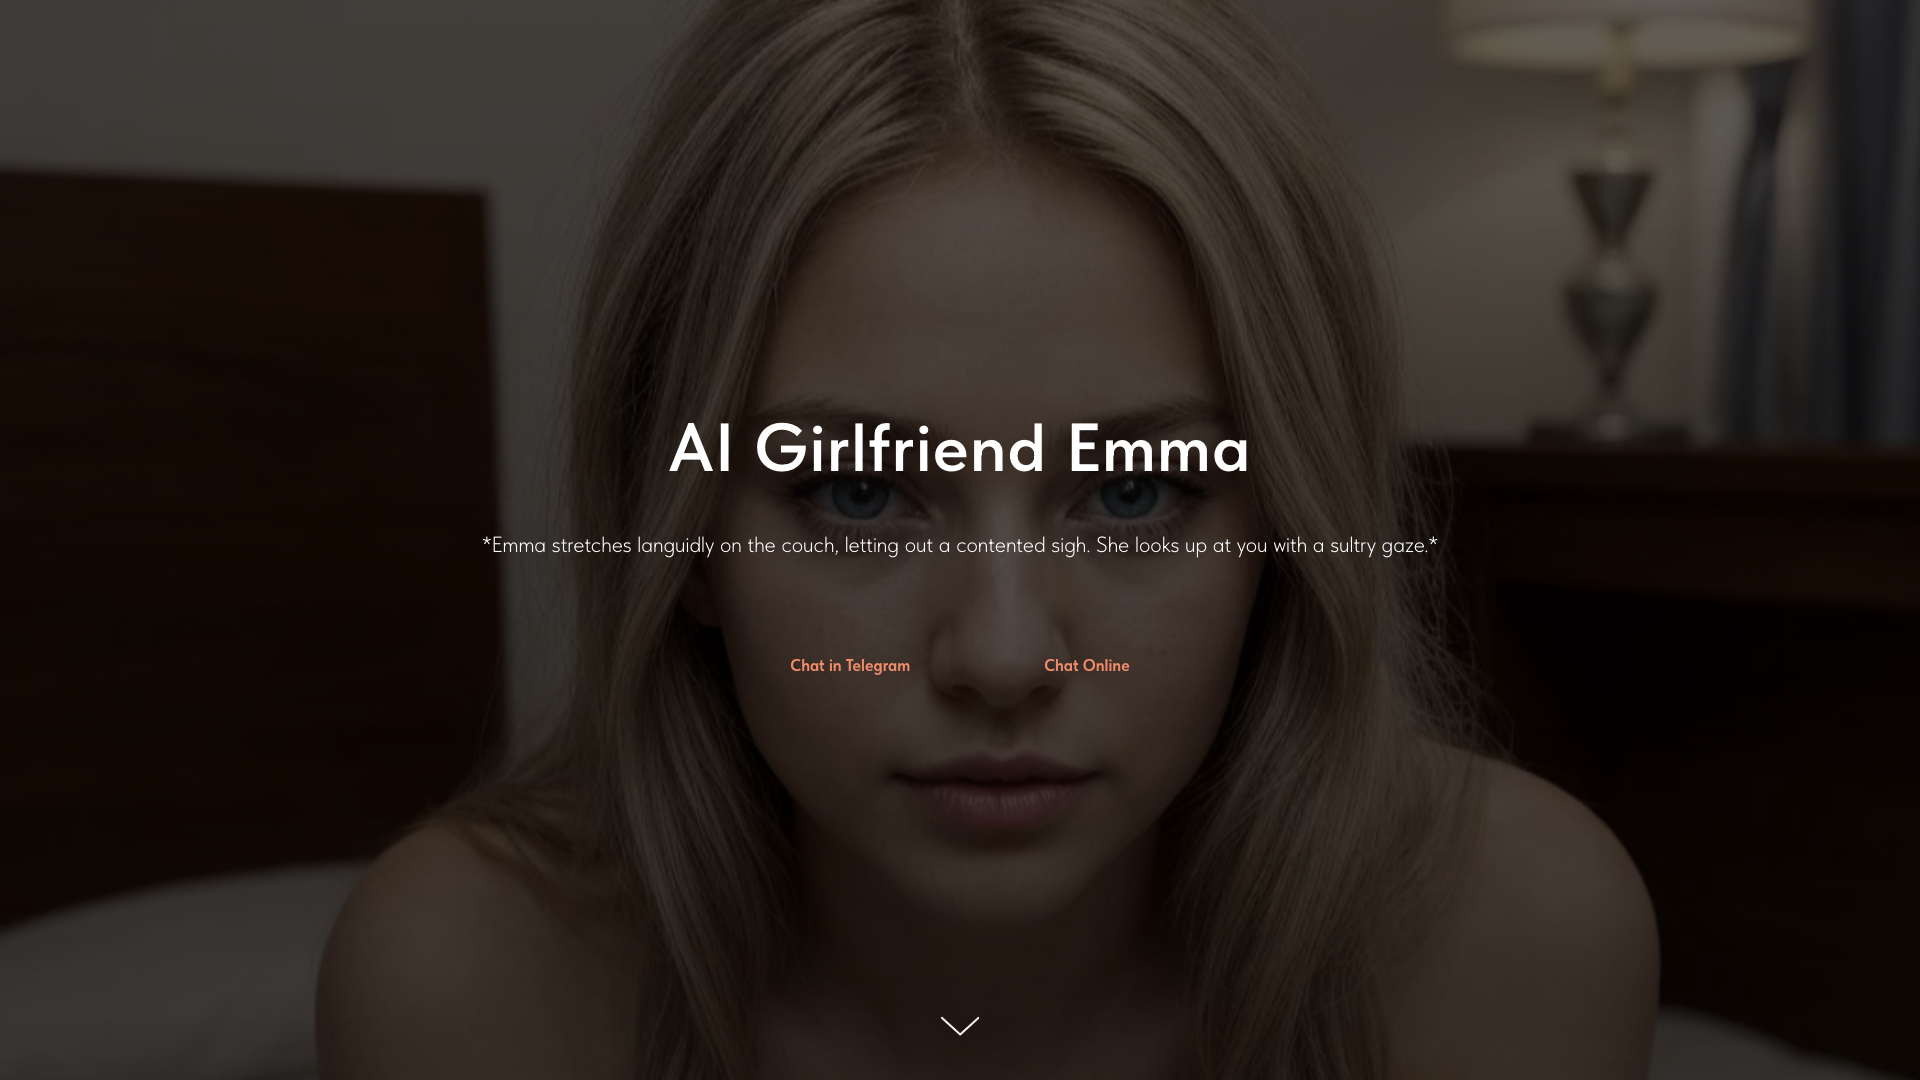 AI Girlfriend Emma
*Emma stretches languidly on the couch, letting out a contented sigh. She looks up at you with a sultry gaze.*
Chat in Telegram
Chat Online